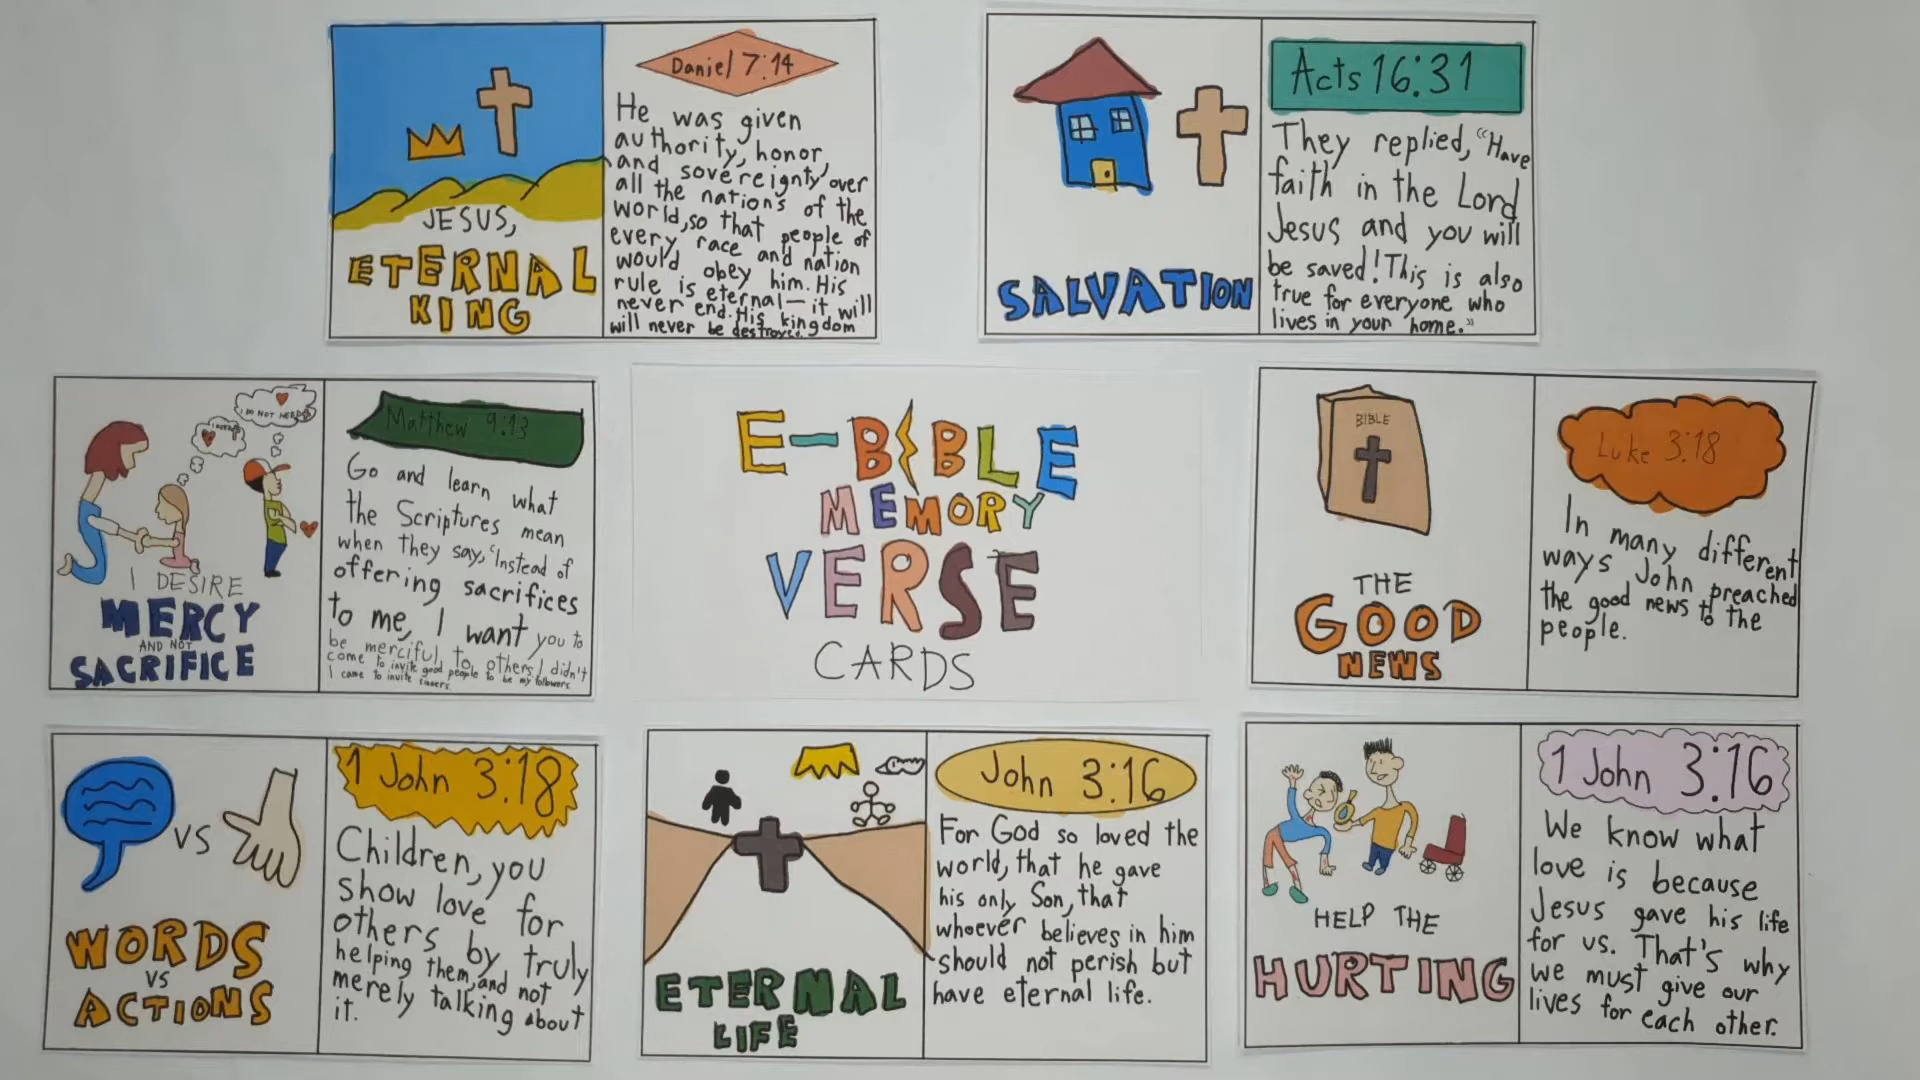 JESUS,
ETERNAL
KING
Daniel 7:14
He was given
authority, honor,
and sovereignty over
all the nations of the
world, so that people of
every race and nation
would obey him. His
rule is eternal— it will
never end. His kingdom
will never be destroyed.
SALVATION
Acts 16:31
They replied, "Have
faith in the Lord
Jesus and you will
be saved! This is also
true for everyone who
lives in your home."
I DO NOT NEED
I DESIRE
MERCY
AND NOT
SACRIFICE
Matthew 9:13
Go and learn what
the Scriptures mean
when they say, "Instead of
offering sacrifices
to me, I want you to
be merciful to others. I didn't
come to invite good people to be my followers
I came to invite sinners.
E-BIBLE
MEMORY
VERSE
CARDS
BIBLE
THE
GOOD
NEWS
Luke 3:18
In many different
ways John preached
the good news to the
people.
VS
WORDS
VS
ACTIONS
1 John 3:18
Children, you
show love for
others by truly
helping them, and not
merely talking about
it.
ETERNAL
LIFE
John 3:16
For God so loved the
world, that he gave
his only Son, that
whoever believes in him
should not perish but
have eternal life.
HELP THE
HURTING
1 John 3:16
We know what
love is because
Jesus gave his life
for us. That's why
we must give our
lives for each other.